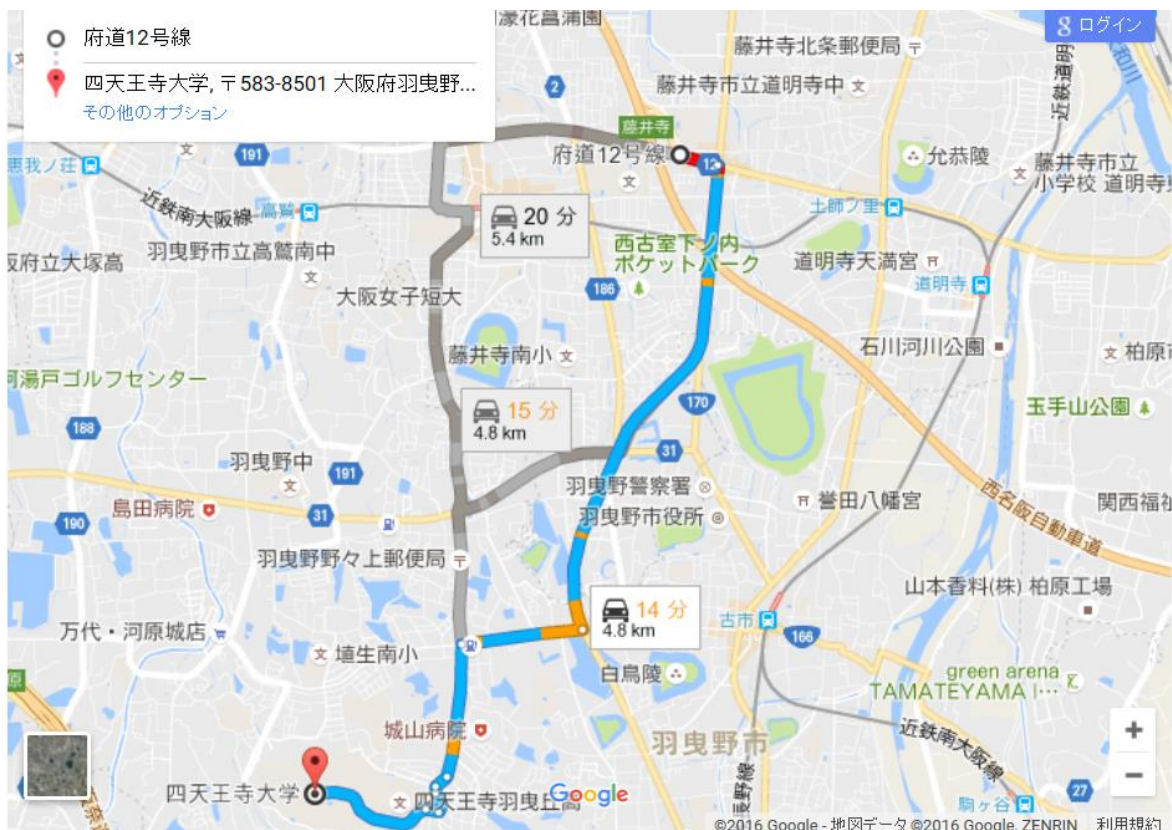 府道12号線
四天王寺大学, 〒583-8501 大阪府羽曳野...
その他のオプション
濠花菖蒲園
ログイン
藤井寺北条郵便局
藤井寺市立道明寺中
大和川
近鉄道明
2
藤井寺
府道12号線
12
允恭陵
藤井寺市立
小学校 道明寺東
恵我ノ荘
191
近鉄南大阪線
高鷲
20 分
5.4 km
土師ノ里
羽曳野市立高鷲南中
阪府立大塚高
西古室下ノ内
ポケットパーク
道明寺天満宮
道明寺
大阪女子短大
186
藤井寺南小
石川河川公園
柏原市
河湯戸ゴルフセンター
15 分
4.8 km
170
玉手山公園
188
31
羽曳野中
191
羽曳野警察署
誉田八幡宮
西名阪自動車道
関西福祉
島田病院
31
羽曳野市役所
190
羽曳野野々上郵便局
山本香料(株) 柏原工場
14 分
4.8 km
古市
166
万代・河原城店
埴生南小
白鳥陵
green arena
TAMATEYAMA I…
原
城山病院
羽曳野市
近鉄南大阪線
長野線
四天王寺大学
四天王寺羽曳丘高
Google
駒ヶ谷
27
©2016 Google - 地図データ ©2016 Google, ZENRIN
利用規約